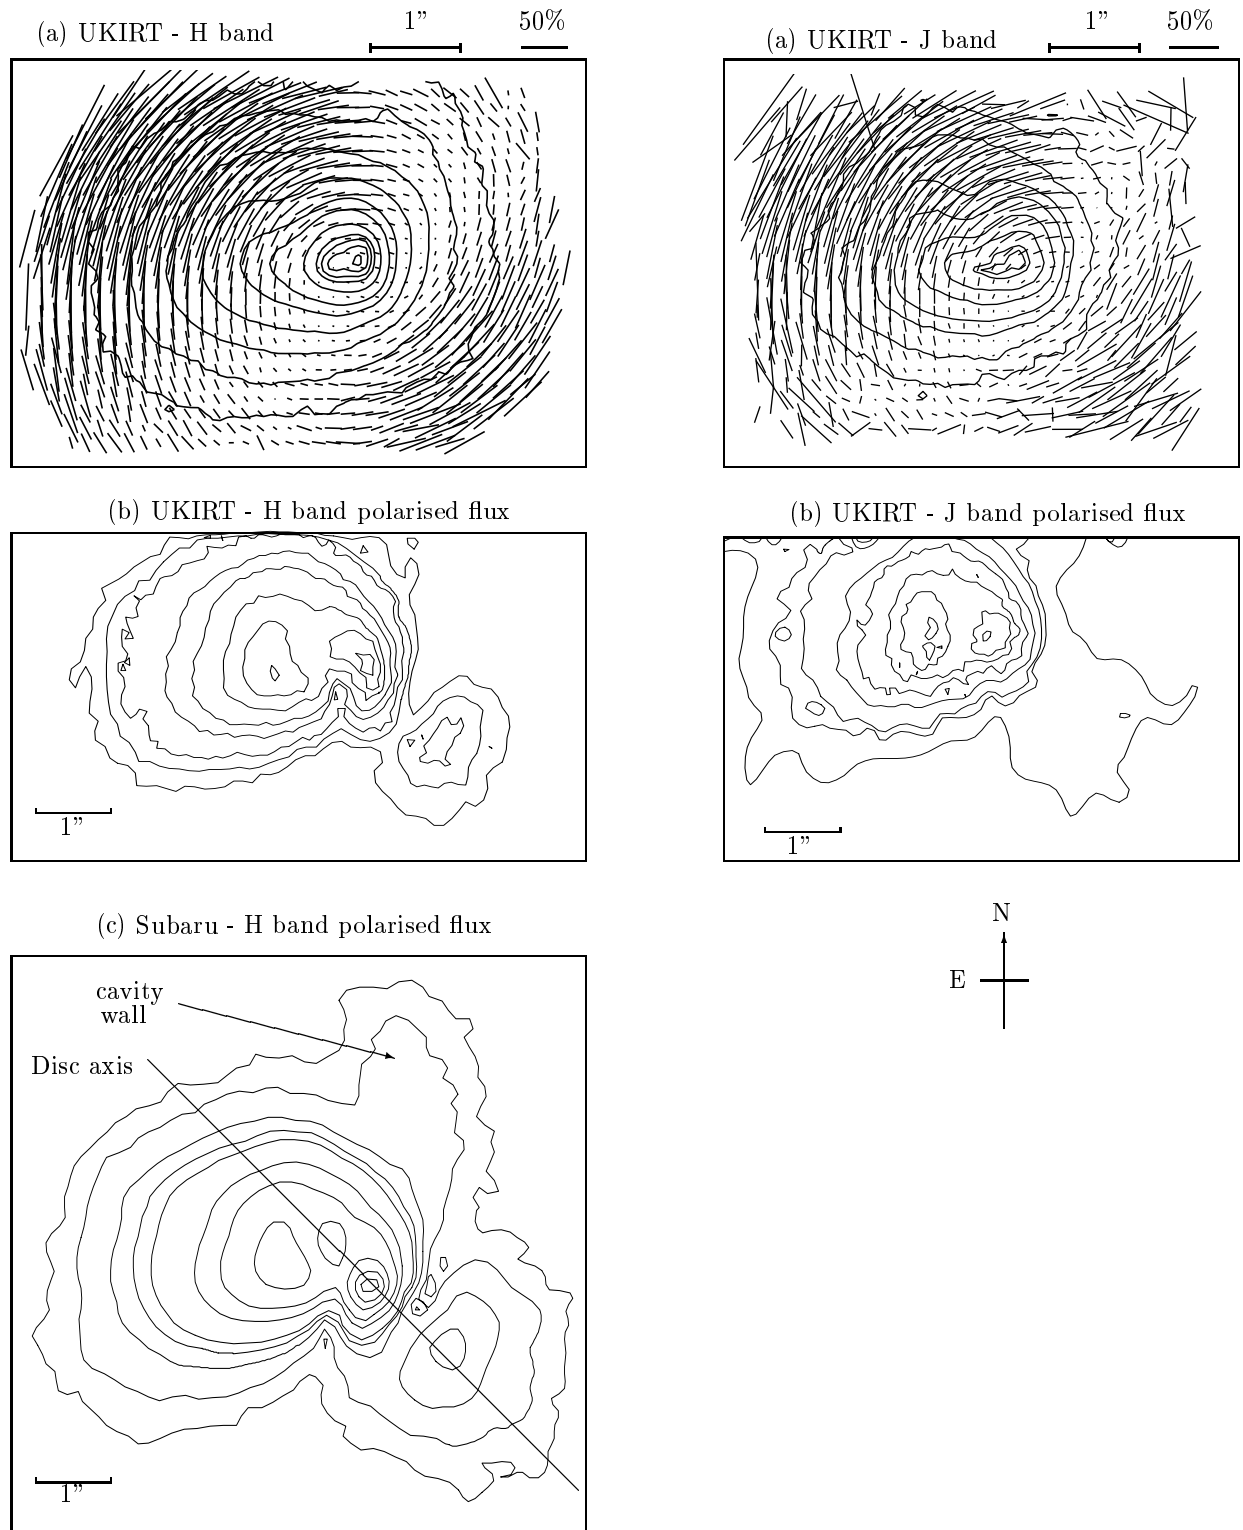 (a) UKIRT - H band
1”
50%
(a) UKIRT - J band
1”
50%
(b) UKIRT - H band polarised flux
1”
(b) UKIRT - J band polarised flux
1”
(c) Subaru - H band polarised flux
cavity
wall
Disc axis
1”
N
E